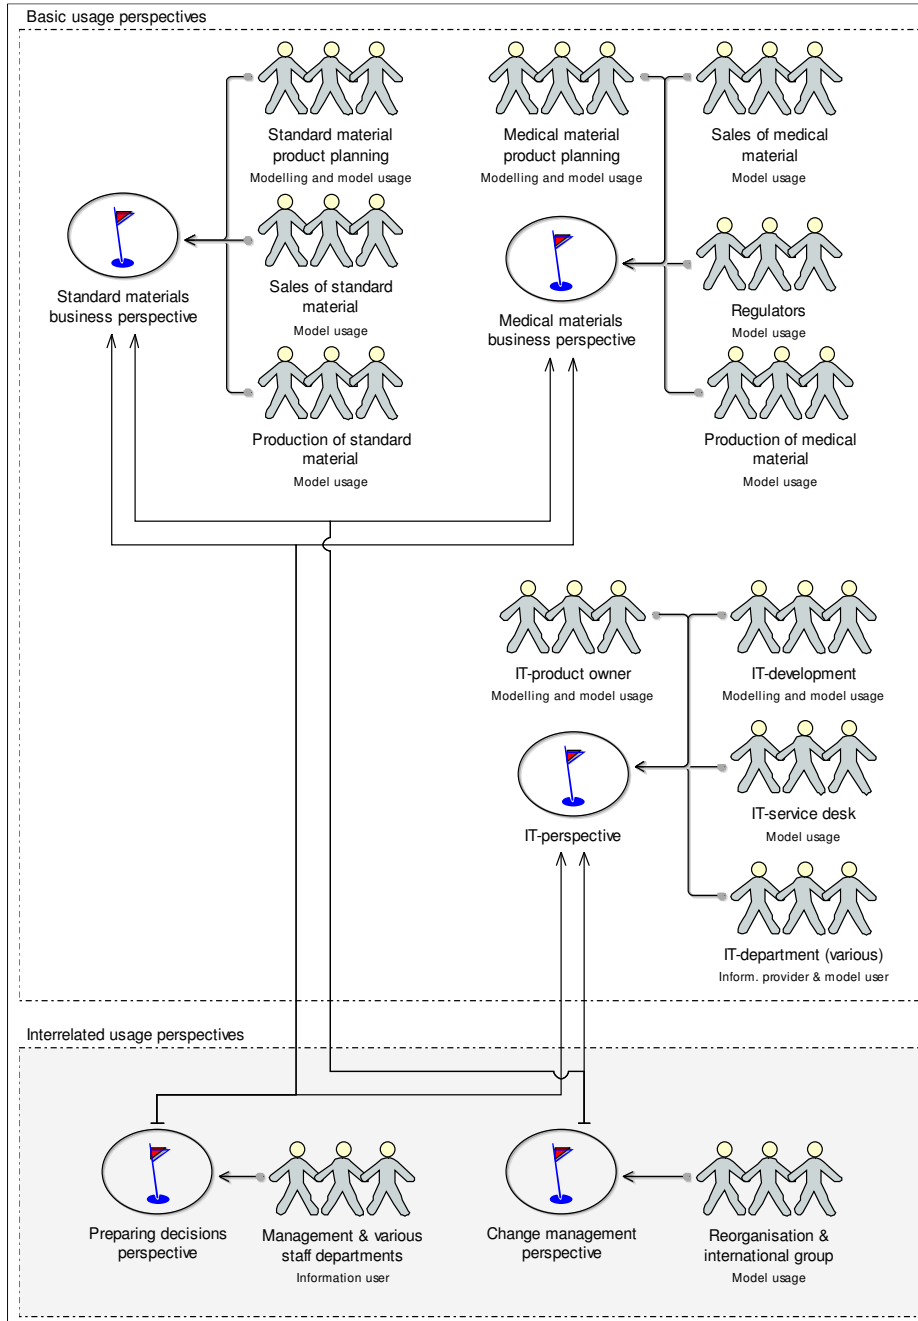 Basic usage perspectives
Standard material
product planning
Modelling and model usage
Medical material
product planning
Modelling and model usage
Sales of medical
material
Model usage
Standard materials
business perspective
Sales of standard
material
Model usage
Medical materials
business perspective
Regulators
Model usage
Production of standard
material
Model usage
Production of medical
material
Model usage
IT-product owner
Modelling and model usage
IT-development
Modelling and model usage
IT-perspective
IT-service desk
Model usage
IT-department (various)
Inform. provider & model user
Interrelated usage perspectives
Preparing decisions
perspective
Management & various
staff departments
Information user
Change management
perspective
Reorganisation &
international group
Model usage